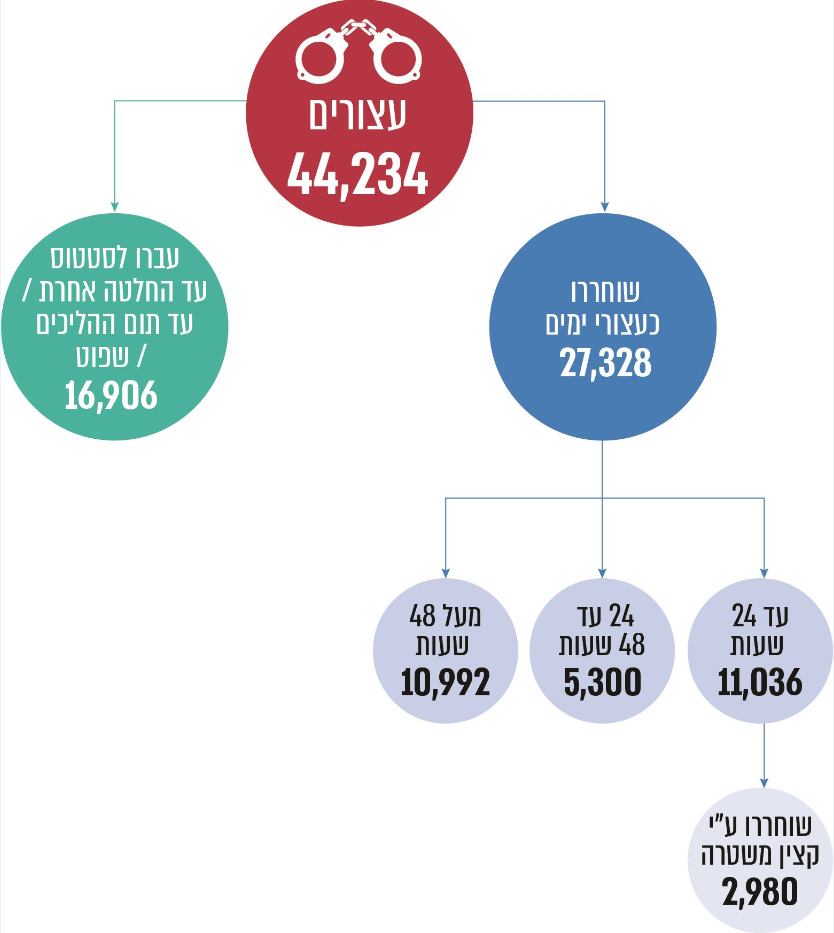 עצורים
44,234
שוחררו
כעצורי ימים
27,328
עברו לסטטוס
עד החלטה אחרת /
עד תום ההליכים
/ שפוט
16,906
עד 24
שעות
11,036
24 עד
48 שעות
5,300
מעל 48
שעות
10,992
שוחררו ע"י
קצין משטרה
2,980